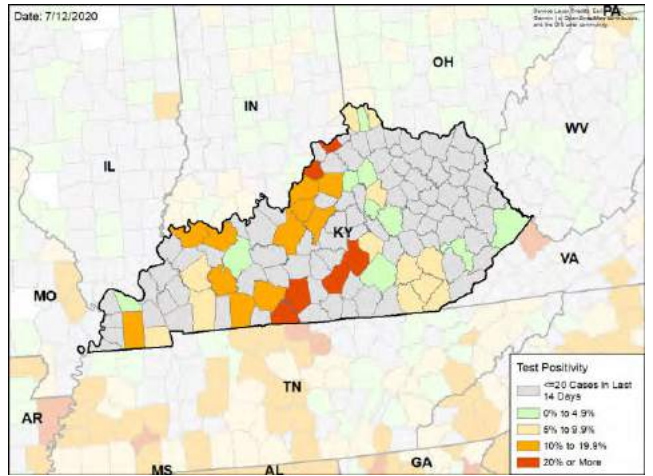 Date: 7/12/2020
PA
OH
IN
WV
IL
KY
VA
MO
TN
AR
MS
AL
GA
Test Positivity
<=20 Cases in Last
14 Days
0% to 4.9%
5% to 9.9%
10% to 19.9%
20% or More